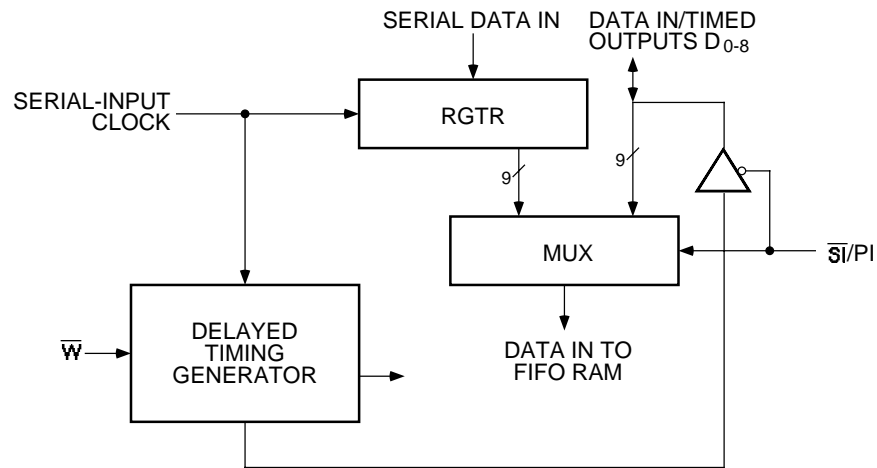 SERIAL DATA IN
DATA IN/TIMED
OUTPUTS D0-8
SERIAL-INPUT
CLOCK
RGTR
9
9
MUX
S̅I̅/PI
W̅
DELAYED
TIMING
GENERATOR
DATA IN TO
FIFO RAM